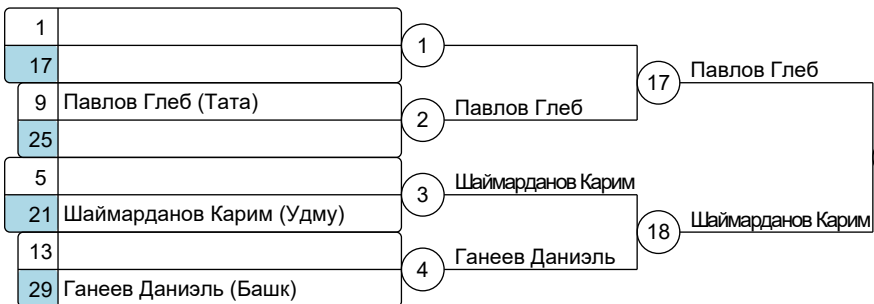 1
17
1
9 Павлов Глеб (Тата)
25
2
Павлов Глеб
17
Павлов Глеб
5
21 Шаймарданов Карим (Удму)
3
Шаймарданов Карим
13
29 Ганеев Даниэль (Башк)
4
Ганеев Даниэль
18
Шаймарданов Карим